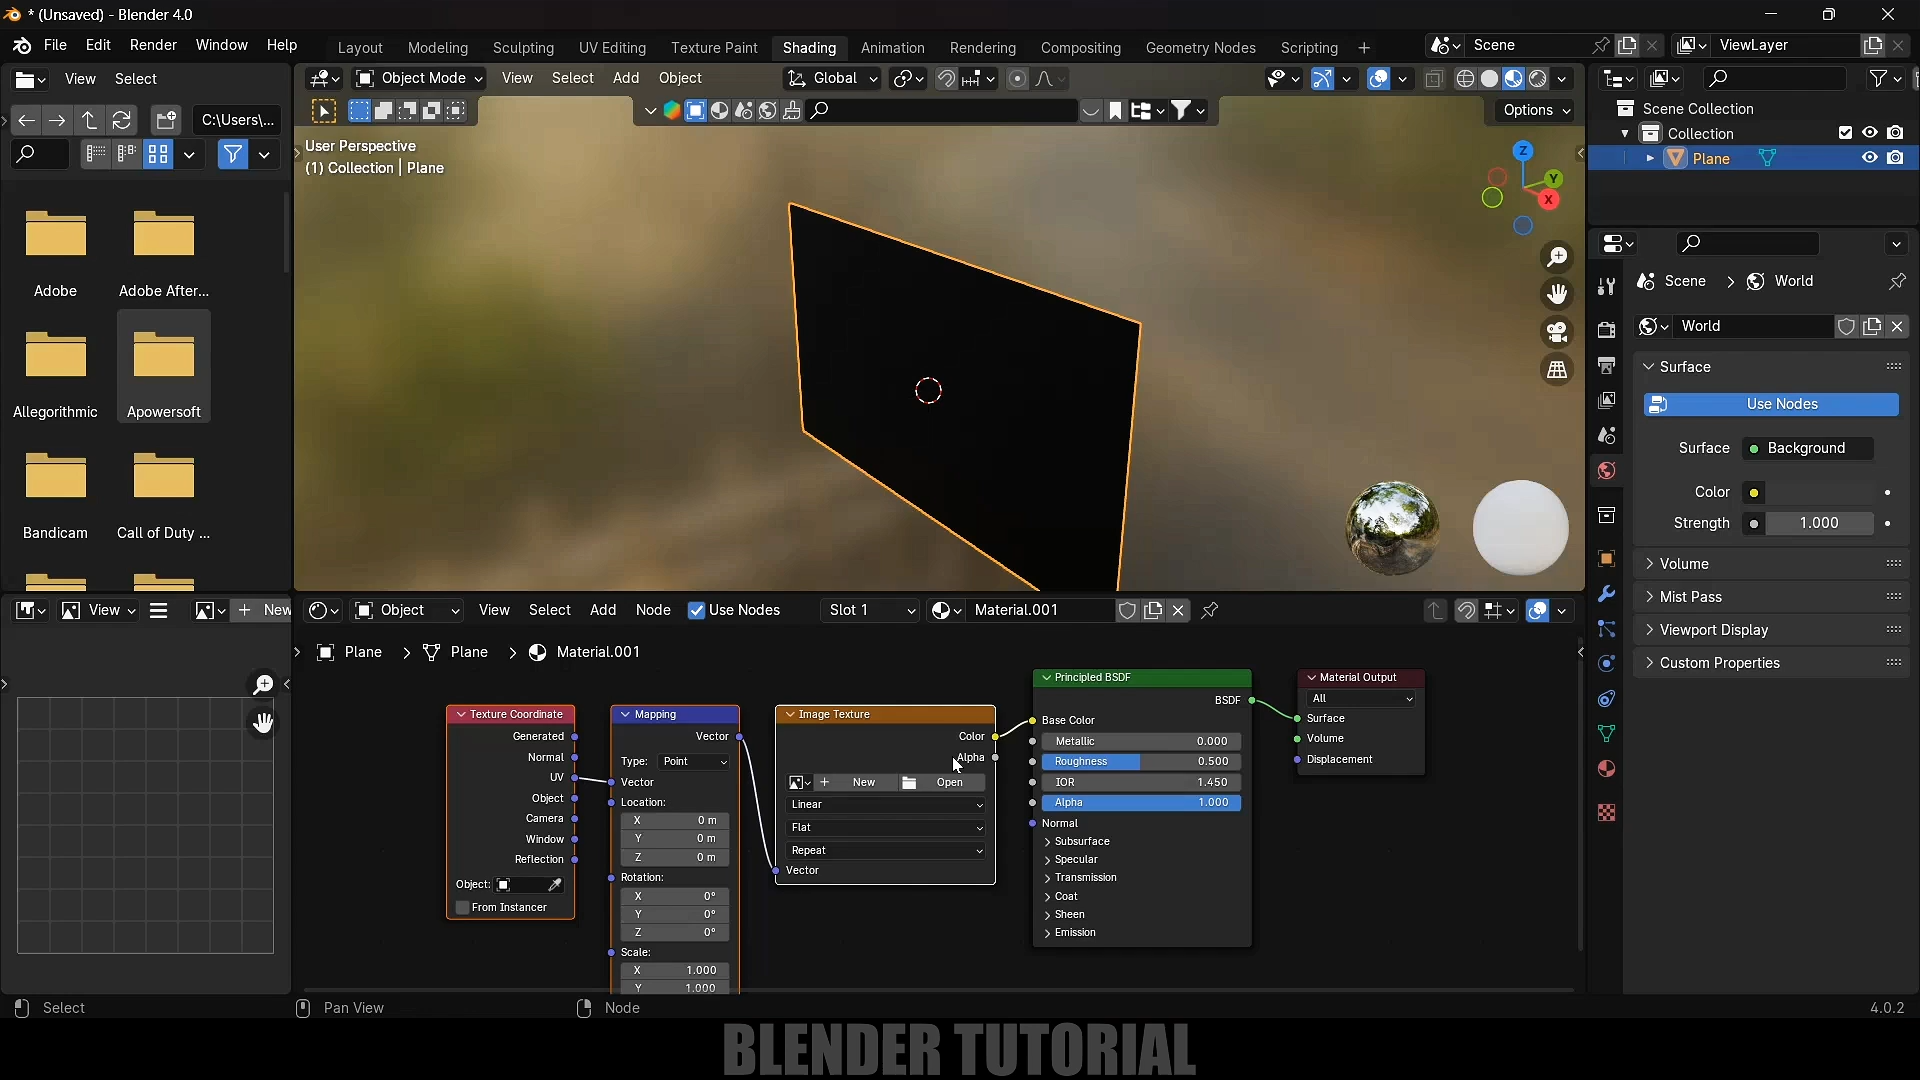 * (Unsaved) - Blender 4.0
File Edit Render Window Help
Layout Modeling Sculpting UV Editing Texture Paint Shading Animation Rendering Compositing Geometry Nodes Scripting +
Scene
ViewLayer
View Select
Object Mode View Select Add Object
Global
C:\Users\...
Options
User Perspective
(1) Collection | Plane
Z
Y
X
Adobe
Adobe After...
Allegorithmic
Apowersoft
Bandicam
Call of Duty ...
Scene Collection
Collection
Plane
Scene > World
World
Surface
Use Nodes
Surface Background
Color
Strength 1.000
Volume
Mist Pass
Viewport Display
Custom Properties
View
+ New
Object View Select Add Node Use Nodes Slot 1 Material.001
Plane > Plane > Material.001
Texture Coordinate
Generated
Normal
UV
Object
Camera
Window
Reflection
Object:
From Instancer
Mapping
Vector
Type: Point
Vector
Location:
X 0 m
Y 0 m
Z 0 m
Rotation:
X 0°
Y 0°
Z 0°
Scale:
X 1.000
Y 1.000
Image Texture
Color
Alpha
+ New Open
Linear
Flat
Repeat
Vector
Principled BSDF
BSDF
Base Color
Metallic 0.000
Roughness 0.500
IOR 1.450
Alpha 1.000
Normal
Subsurface
Specular
Transmission
Coat
Sheen
Emission
Material Output
All
Surface
Volume
Displacement
Select
Pan View
Node
4.0.2
BLENDER TUTORIAL